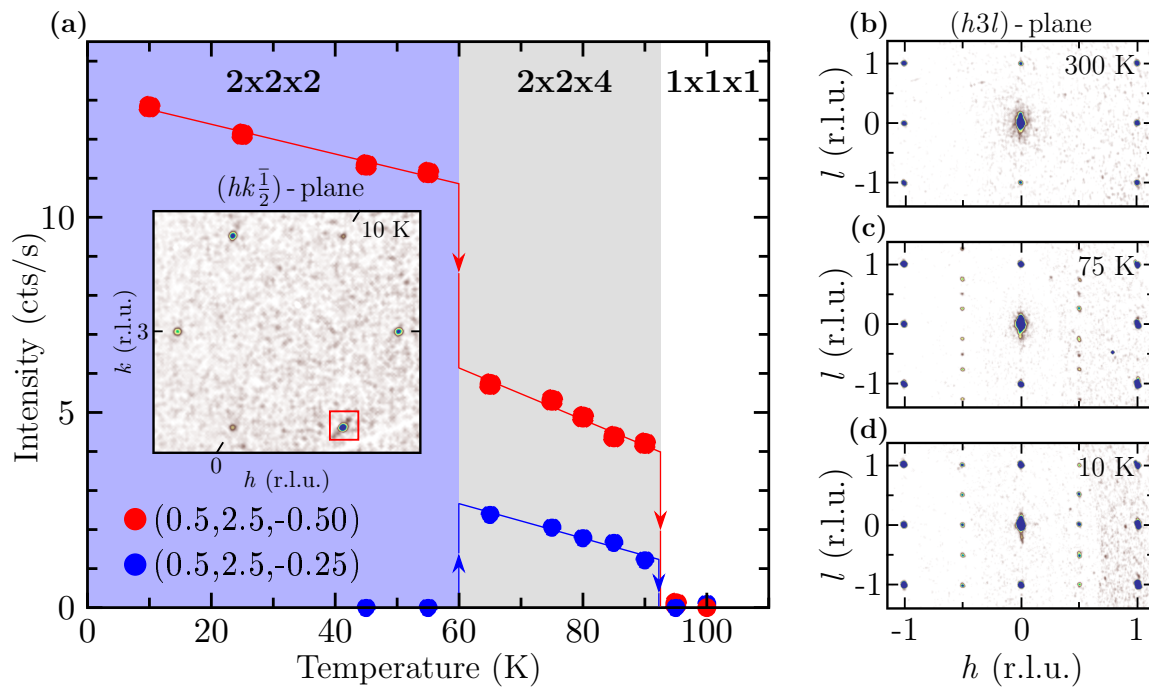 (a)
2x2x2
2x2x4
1x1x1
(hk\bar{1}/2) - plane
10 K
k (r.l.u.)
3
0
h (r.l.u.)
Intensity (cts/s)
10
5
0
(0.5,2.5,-0.50)
(0.5,2.5,-0.25)
0 20 40 60 80 100
Temperature (K)
(b)
(h3l) - plane
300 K
l (r.l.u.)
1
0
-1
(c)
75 K
l (r.l.u.)
1
0
-1
(d)
10 K
l (r.l.u.)
1
0
-1
-1 0 1
h (r.l.u.)